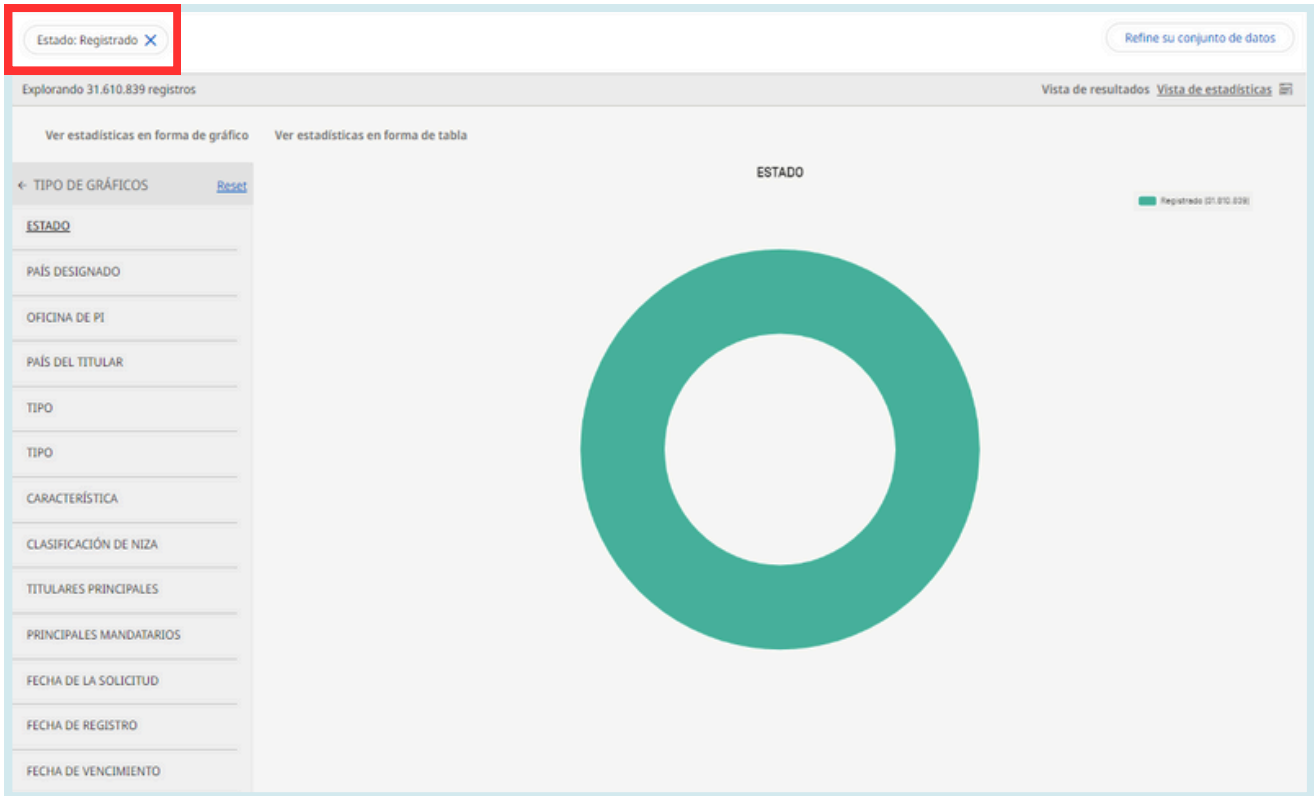 Estado: Registrado ✕
Refine su conjunto de datos
Explorando 31.610.839 registros
Vista de resultados Vista de estadísticas
Ver estadísticas en forma de gráfico Ver estadísticas en forma de tabla
← TIPO DE GRÁFICOS Reset
ESTADO
Registrado (31.610.839)
ESTADO
PAÍS DESIGNADO
OFICINA DE PI
PAÍS DEL TITULAR
TIPO
TIPO
CARACTERÍSTICA
CLASIFICACIÓN DE NIZA
TITULARES PRINCIPALES
PRINCIPALES MANDATARIOS
FECHA DE LA SOLICITUD
FECHA DE REGISTRO
FECHA DE VENCIMIENTO